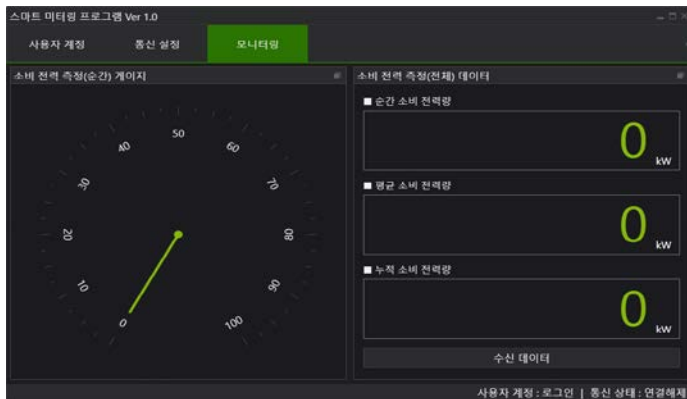 스마트 미터링 프로그램 Ver 1.0
사용자 계정 통신 설정 모니터링
소비 전력 측정(순간) 게이지
0
10
20
30
40
50
60
70
80
90
100
소비 전력 측정(전체) 데이터
순간 소비 전력량
0 kW
평균 소비 전력량
0 kW
누적 소비 전력량
0 kW
수신 데이터
사용자 계정 : 로그인 | 통신 상태 : 연결해제